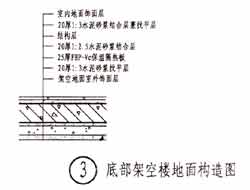 室内地面饰面层
20厚1:3水泥砂浆结合层兼找平层
结构层
20厚1:2.5水泥砂浆粘合层
25厚FHP-Vc保温隔热板
20厚1:3水泥砂浆找平层
架空地面室外饰面层
3 底部架空楼地面构造图